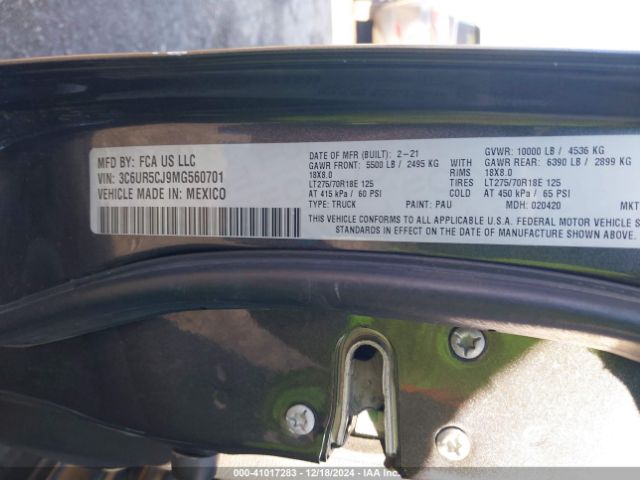 MFD BY: FCA US LLC
VIN: 3C6UR5CJ9MG560701
VEHICLE MADE IN: MEXICO
DATE OF MFR (BUILT): 2-21 GVWR: 10000 LB / 4536 KG
GAWR FRONT: 5500 LB / 2495 KG WITH GAWR REAR: 6390 LB / 2899 KG
18X8.0 RIMS 18X8.0
LT275/70R18E 125 TIRES LT275/70R18E 125
AT 415 kPa / 60 PSI COLD AT 450 kPa / 65 PSI
TYPE: TRUCK PAINT: PAU MDH: 020420 MKT
THIS VEHICLE CONFORMS TO ALL APPLICABLE U.S.A. FEDERAL MOTOR VEHICLE S
STANDARDS IN EFFECT ON THE DATE OF MANUFACTURE SHOWN ABOVE
000-41017283 | 12/18/2024 | IAA Inc.